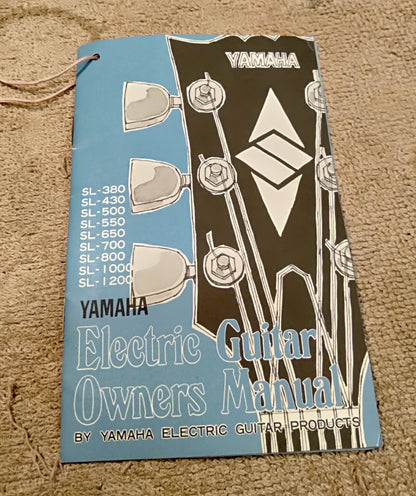 YAMAHA
SL-380
SL-430
SL-500
SL-550
SL-650
SL-700
SL-800
SL-1000
SL-1200
YAMAHA
Electric Guitar
Owners Manual
BY YAMAHA ELECTRIC GUITAR PRODUCTS